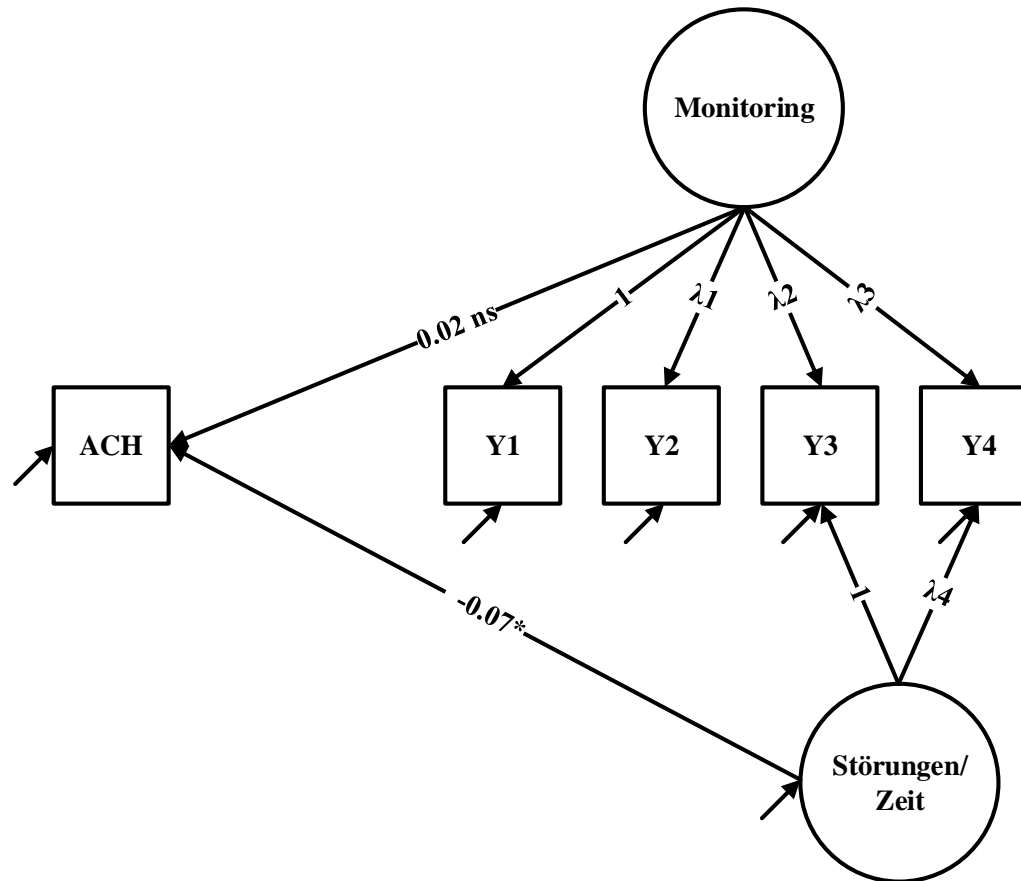 Monitoring
0.02 ns
1
λ1
λ2
λ3
ACH
Y1
Y2
Y3
Y4
-0.07*
1
λ4
Störungen/
Zeit